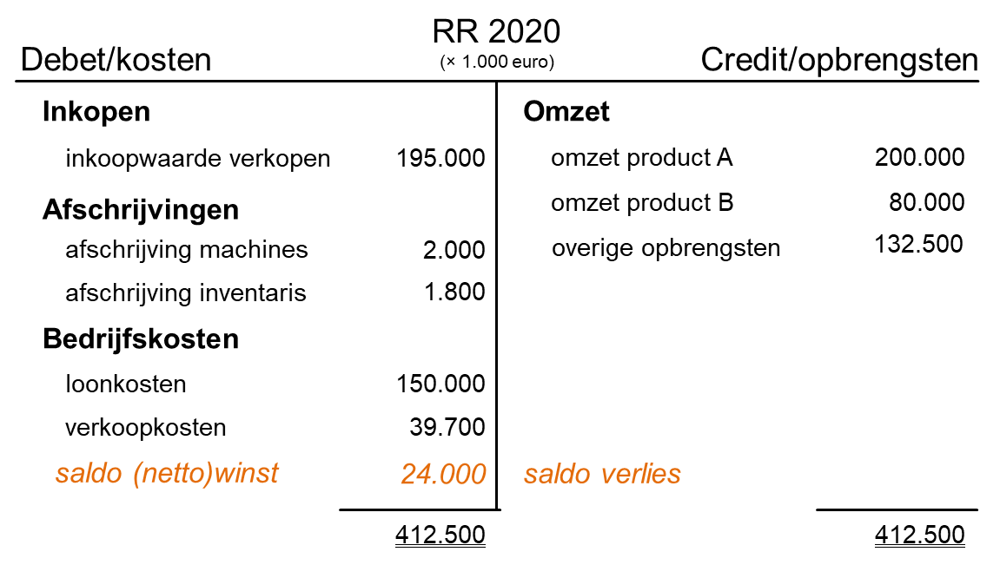 RR 2020
(× 1.000 euro)
Debet/kosten Credit/opbrengsten
Inkopen Omzet
inkoopwaarde verkopen 195.000 omzet product A 200.000
Afschrijvingen omzet product B 80.000
afschrijving machines 2.000 overige opbrengsten 132.500
afschrijving inventaris 1.800
Bedrijfskosten
loonkosten 150.000
verkoopkosten 39.700
saldo (netto)winst 24.000 saldo verlies
412.500 412.500